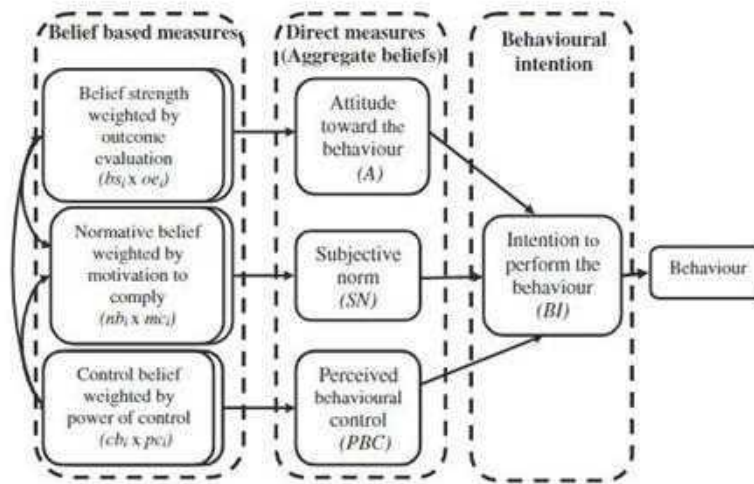 Belief based measures
Belief strength
weighted by
outcome
evaluation
(bsᵢ x oeᵢ)
Normative belief
weighted by
motivation to
comply
(nbᵢ x mcᵢ)
Control belief
weighted by
power of control
(cbᵢ x pcᵢ)
Direct measures
(Aggregate beliefs)
Attitude
toward the
behaviour
(A)
Subjective
norm
(SN)
Perceived
behavioural
control
(PBC)
Behavioural
intention
Intention to
perform the
behaviour
(BI)
Behaviour